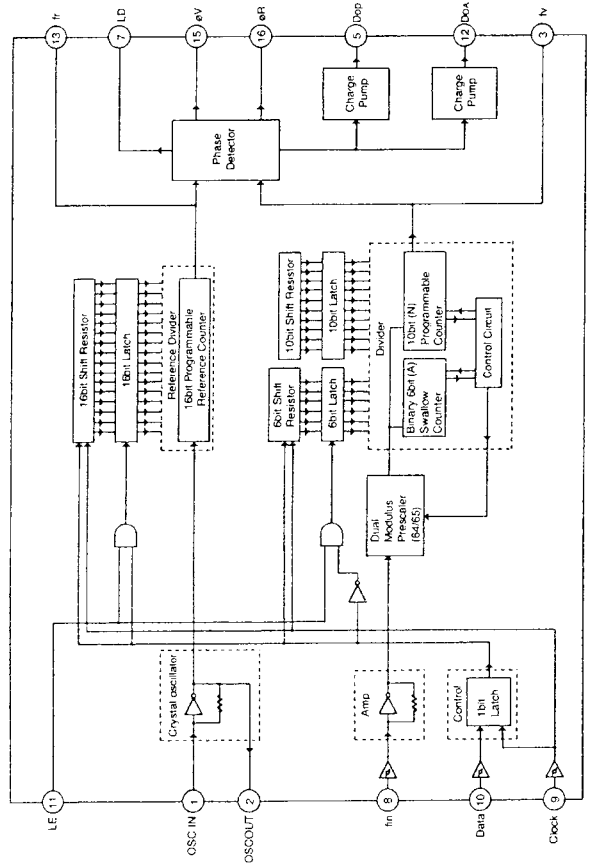 LE
11
fr
13
LD
7
øV
15
øR
16
DOP
5
DOA
12
fv
3
OSC IN
1
OSCOUT
2
fin
8
Data
10
Clock
9
16bit Shift Resistor
16bit Latch
Reference Divider
16bit Programmable
Reference Counter
Crystal oscillator
Phase
Detector
Charge
Pump
Charge
Pump
6bit Shift
Resistor
6bit Latch
10bit Shift Resistor
10bit Latch
Divider
Binary 6bit (A)
Swallow
Counter
10bit (N)
Programmable
Counter
Control Circuit
Dual
Modulus
Prescaler
(64/65)
Amp
Control
1bit
Latch